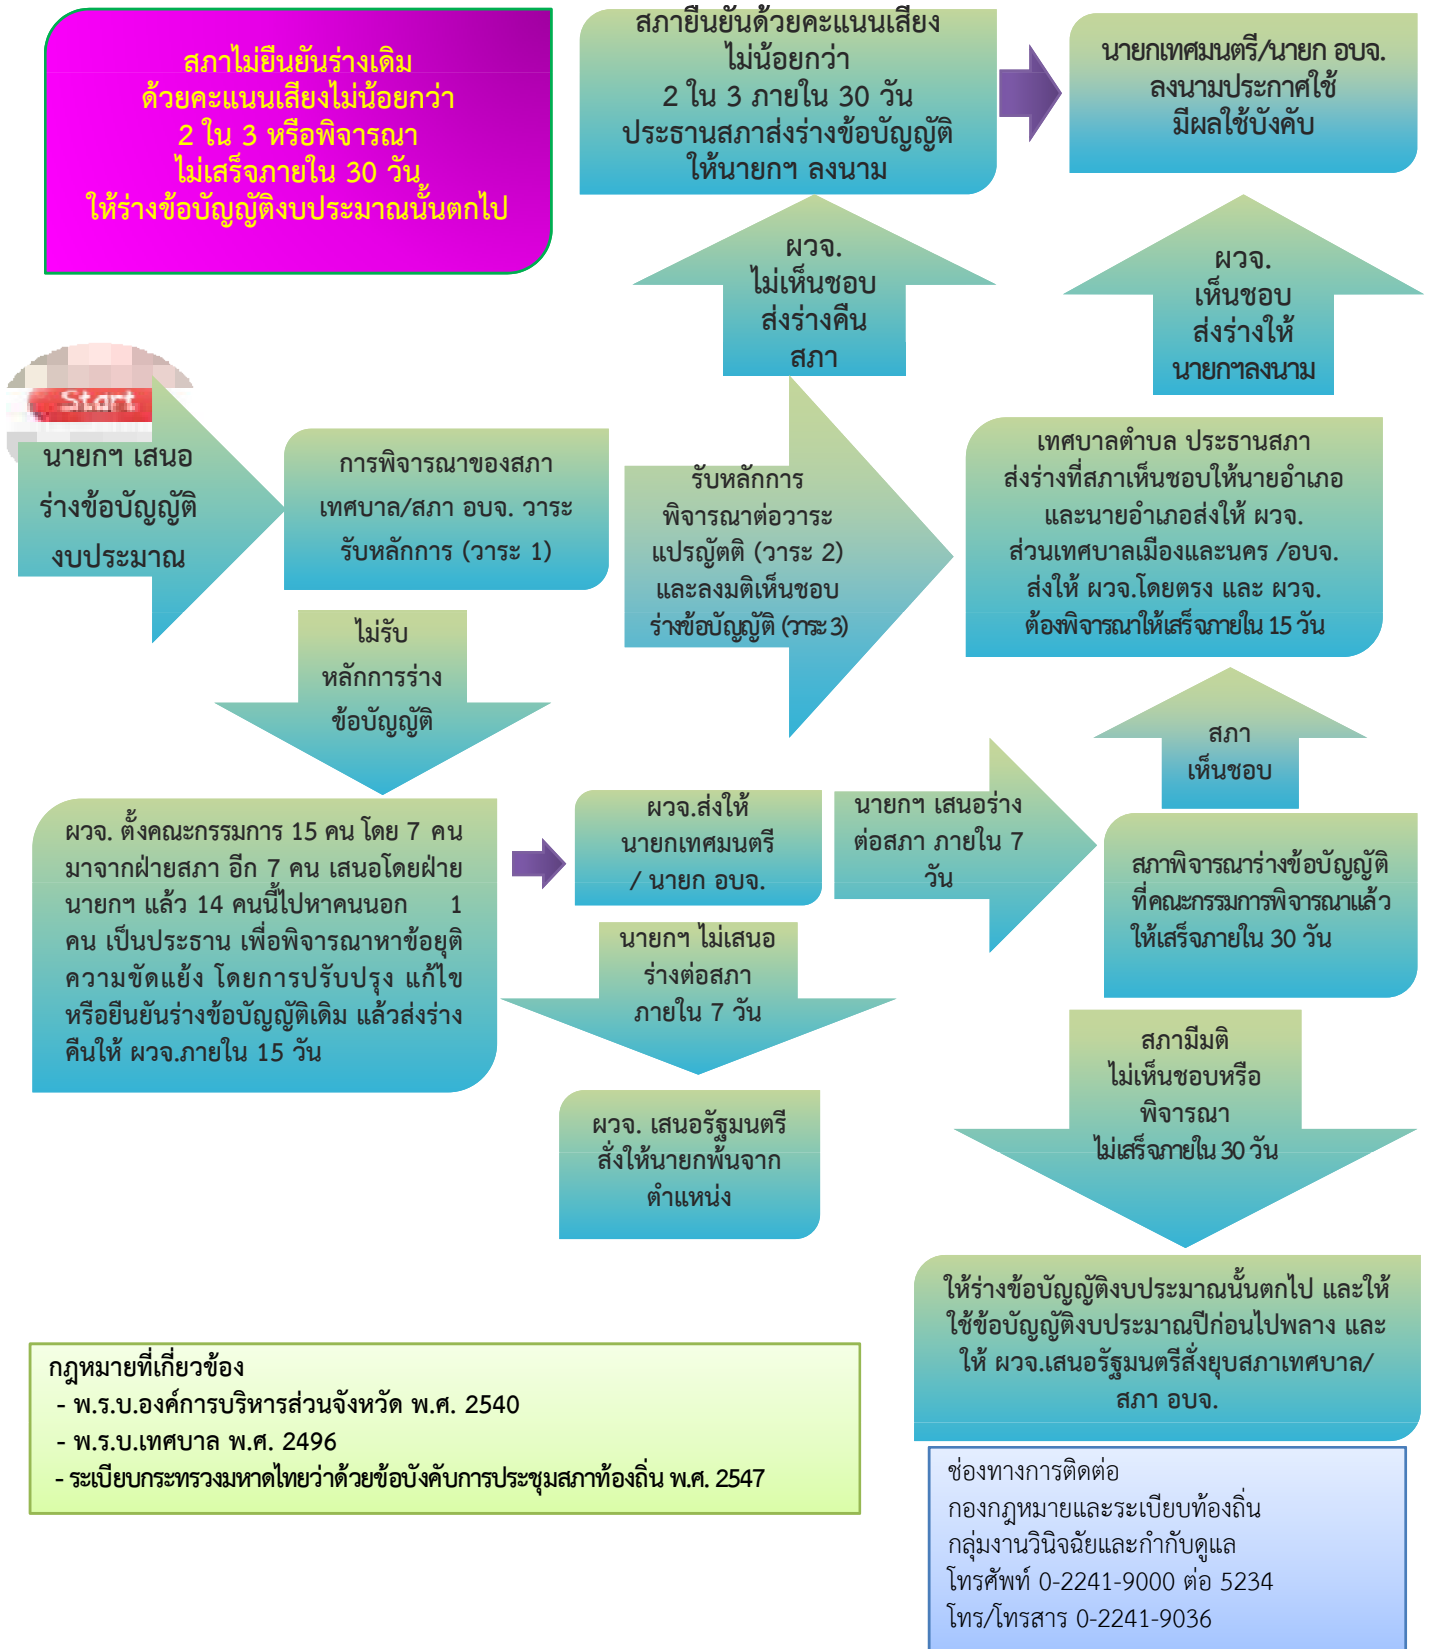 สภาไม่ยืนยันร่างเดิม
ด้วยคะแนนเสียงไม่น้อยกว่า
2 ใน 3 หรือพิจารณา
ไม่เสร็จภายใน 30 วัน
ให้ร่างข้อบัญญัติงบประมาณนั้นตกไป
สภายืนยันด้วยคะแนนเสียง
ไม่น้อยกว่า
2 ใน 3 ภายใน 30 วัน
ประธานสภาส่งร่างข้อบัญญัติ
ให้นายกฯ ลงนาม
นายกเทศมนตรี/นายก อบจ.
ลงนามประกาศใช้
มีผลใช้บังคับ
ผวจ.
ไม่เห็นชอบ
ส่งร่างคืน
สภา
ผวจ.
เห็นชอบ
ส่งร่างให้
นายกฯลงนาม
Start
นายกฯ เสนอ
ร่างข้อบัญญัติ
งบประมาณ
การพิจารณาของสภา
เทศบาล/สภา อบจ. วาระ
รับหลักการ (วาระ 1)
รับหลักการ
พิจารณาต่อวาระ
แปรญัตติ (วาระ 2)
และลงมติเห็นชอบ
ร่างข้อบัญญัติ (วาระ 3)
เทศบาลตำบล ประธานสภา
ส่งร่างที่สภาเห็นชอบให้นายอำเภอ
และนายอำเภอส่งให้ ผวจ.
ส่วนเทศบาลเมืองและนคร /อบจ.
ส่งให้ ผวจ.โดยตรง และ ผวจ.
ต้องพิจารณาให้เสร็จภายใน 15 วัน
ไม่รับ
หลักการร่าง
ข้อบัญญัติ
สภา
เห็นชอบ
ผวจ. ตั้งคณะกรรมการ 15 คน โดย 7 คน
มาจากฝ่ายสภา อีก 7 คน เสนอโดยฝ่าย
นายกฯ แล้ว 14 คนนี้ไปหาคนนอก 1
คน เป็นประธาน เพื่อพิจารณาหาข้อยุติ
ความขัดแย้ง โดยการปรับปรุง แก้ไข
หรือยืนยันร่างข้อบัญญัติเดิม แล้วส่งร่าง
คืนให้ ผวจ.ภายใน 15 วัน
ผวจ.ส่งให้
นายกเทศมนตรี
/ นายก อบจ.
นายกฯ เสนอร่าง
ต่อสภา ภายใน 7
วัน
สภาพิจารณาร่างข้อบัญญัติ
ที่คณะกรรมการพิจารณาแล้ว
ให้เสร็จภายใน 30 วัน
นายกฯ ไม่เสนอ
ร่างต่อสภา
ภายใน 7 วัน
สภามีมติ
ไม่เห็นชอบหรือ
พิจารณา
ไม่เสร็จภายใน 30 วัน
ผวจ. เสนอรัฐมนตรี
สั่งให้นายกพ้นจาก
ตำแหน่ง
ให้ร่างข้อบัญญัติงบประมาณนั้นตกไป และให้
ใช้ข้อบัญญัติงบประมาณปีก่อนไปพลาง และ
ให้ ผวจ.เสนอรัฐมนตรีสั่งยุบสภาเทศบาล/
สภา อบจ.
กฎหมายที่เกี่ยวข้อง
- พ.ร.บ.องค์การบริหารส่วนจังหวัด พ.ศ. 2540
- พ.ร.บ.เทศบาล พ.ศ. 2496
- ระเบียบกระทรวงมหาดไทยว่าด้วยข้อบังคับการประชุมสภาท้องถิ่น พ.ศ. 2547
ช่องทางการติดต่อ
กองกฎหมายและระเบียบท้องถิ่น
กลุ่มงานวินิจฉัยและกำกับดูแล
โทรศัพท์ 0-2241-9000 ต่อ 5234
โทร/โทรสาร 0-2241-9036